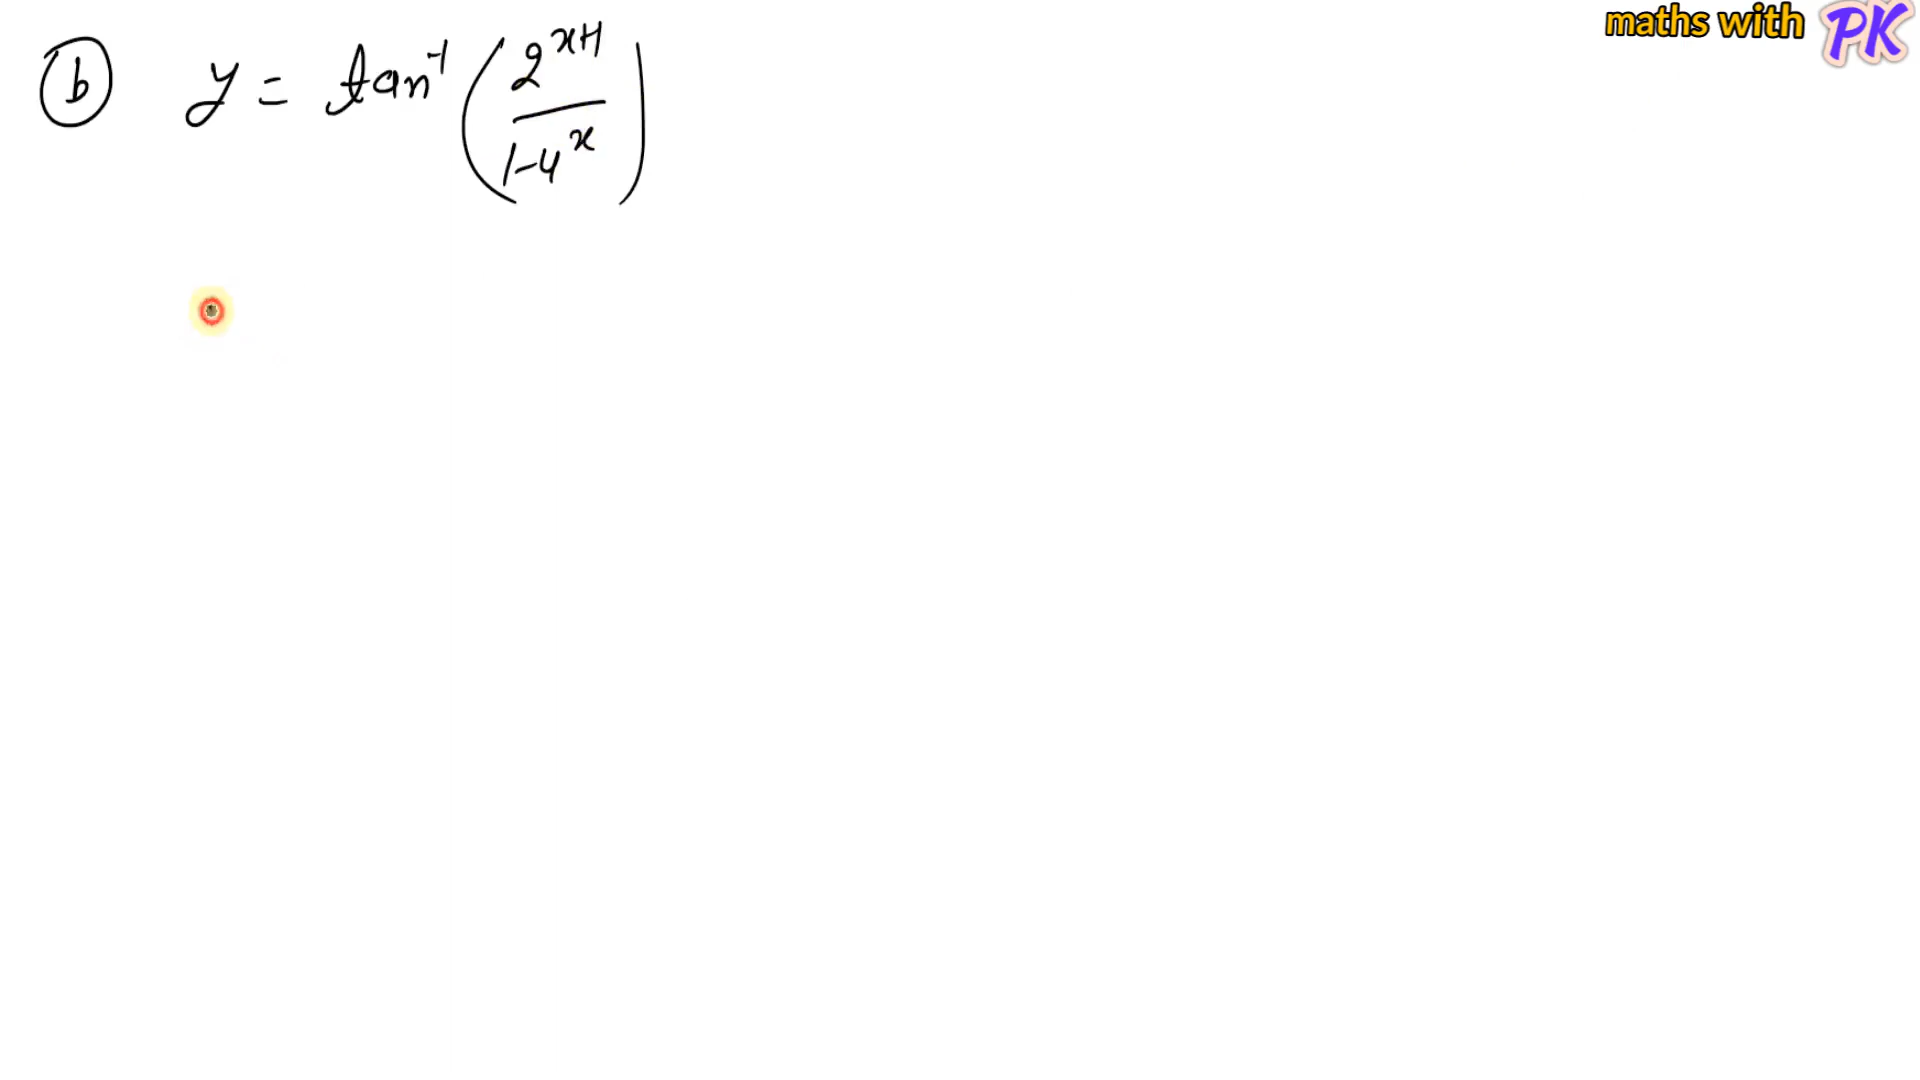 maths with PK
(b) y = tan⁻¹ (2^(x+1) / (1-4^x))